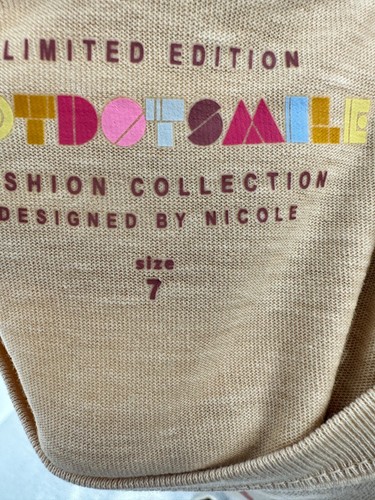 LIMITED EDITION
OTDOTSMILE
SHION COLLECTION
DESIGNED BY NICOLE
size
7